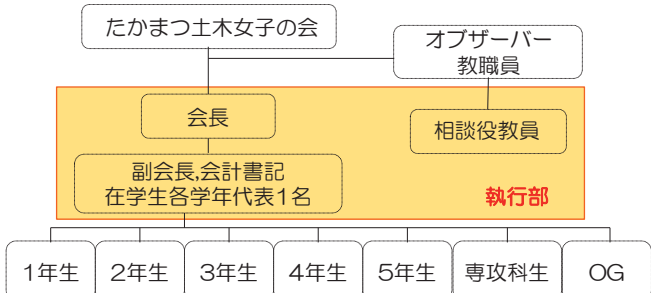 たかまつ土木女子の会
オブザーバー
教職員
会長
相談役教員
副会長,会計書記
在学生各学年代表1名
執行部
1年生
2年生
3年生
4年生
5年生
専攻科生
OG